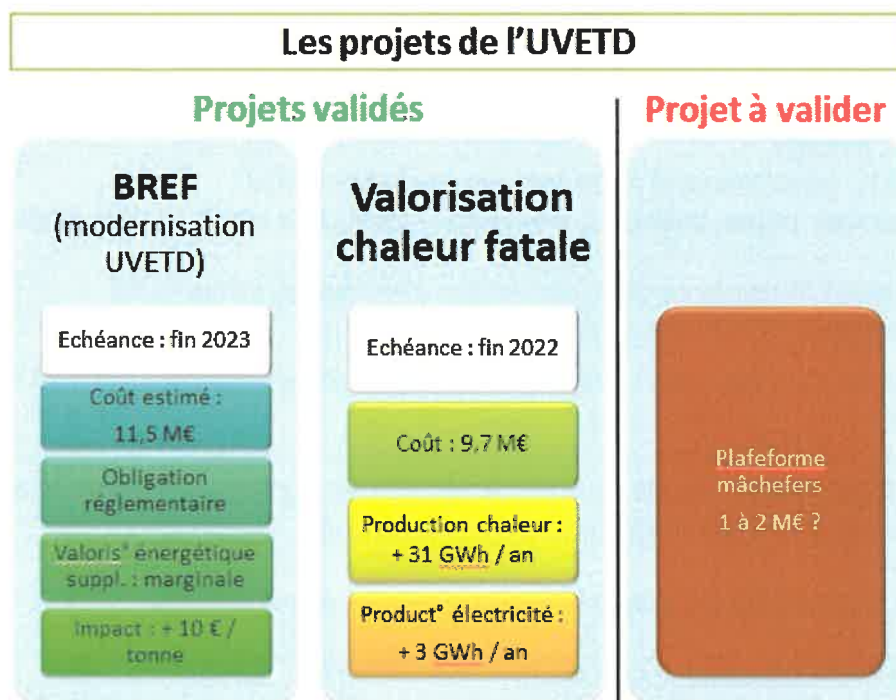 Les projets de l'UVETD
Projets validés
Projet à valider
BREF
(modernisation
UVETD)
Echéance : fin 2023
Coût estimé :
11,5 M€
Obligation
réglementaire
Valoris° énergétique
suppl. : marginale
Impact : + 10 € /
tonne
Valorisation
chaleur fatale
Echéance : fin 2022
Coût : 9,7 M€
Production chaleur :
+ 31 GWh / an
Product° électricité :
+ 3 GWh / an
Plafeforme
mâchefers
1 à 2 M€ ?